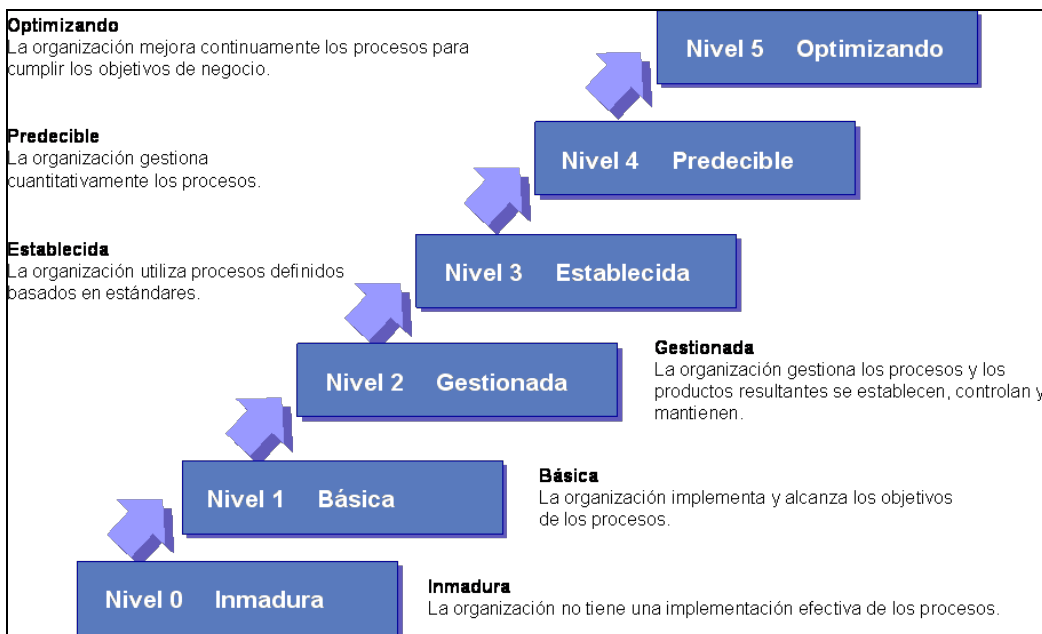 Optimizando
La organización mejora continuamente los procesos para
cumplir los objetivos de negocio.
Nivel 5 Optimizando
Predecible
La organización gestiona
cuantitativamente los procesos.
Nivel 4 Predecible
Establecida
La organización utiliza procesos definidos
basados en estándares.
Nivel 3 Establecida
Nivel 2 Gestionada
Gestionada
La organización gestiona los procesos y los
productos resultantes se establecen, controlan y
mantienen.
Nivel 1 Básica
Básica
La organización implementa y alcanza los objetivos
de los procesos.
Nivel 0 Inmadura
Inmadura
La organización no tiene una implementación efectiva de los procesos.